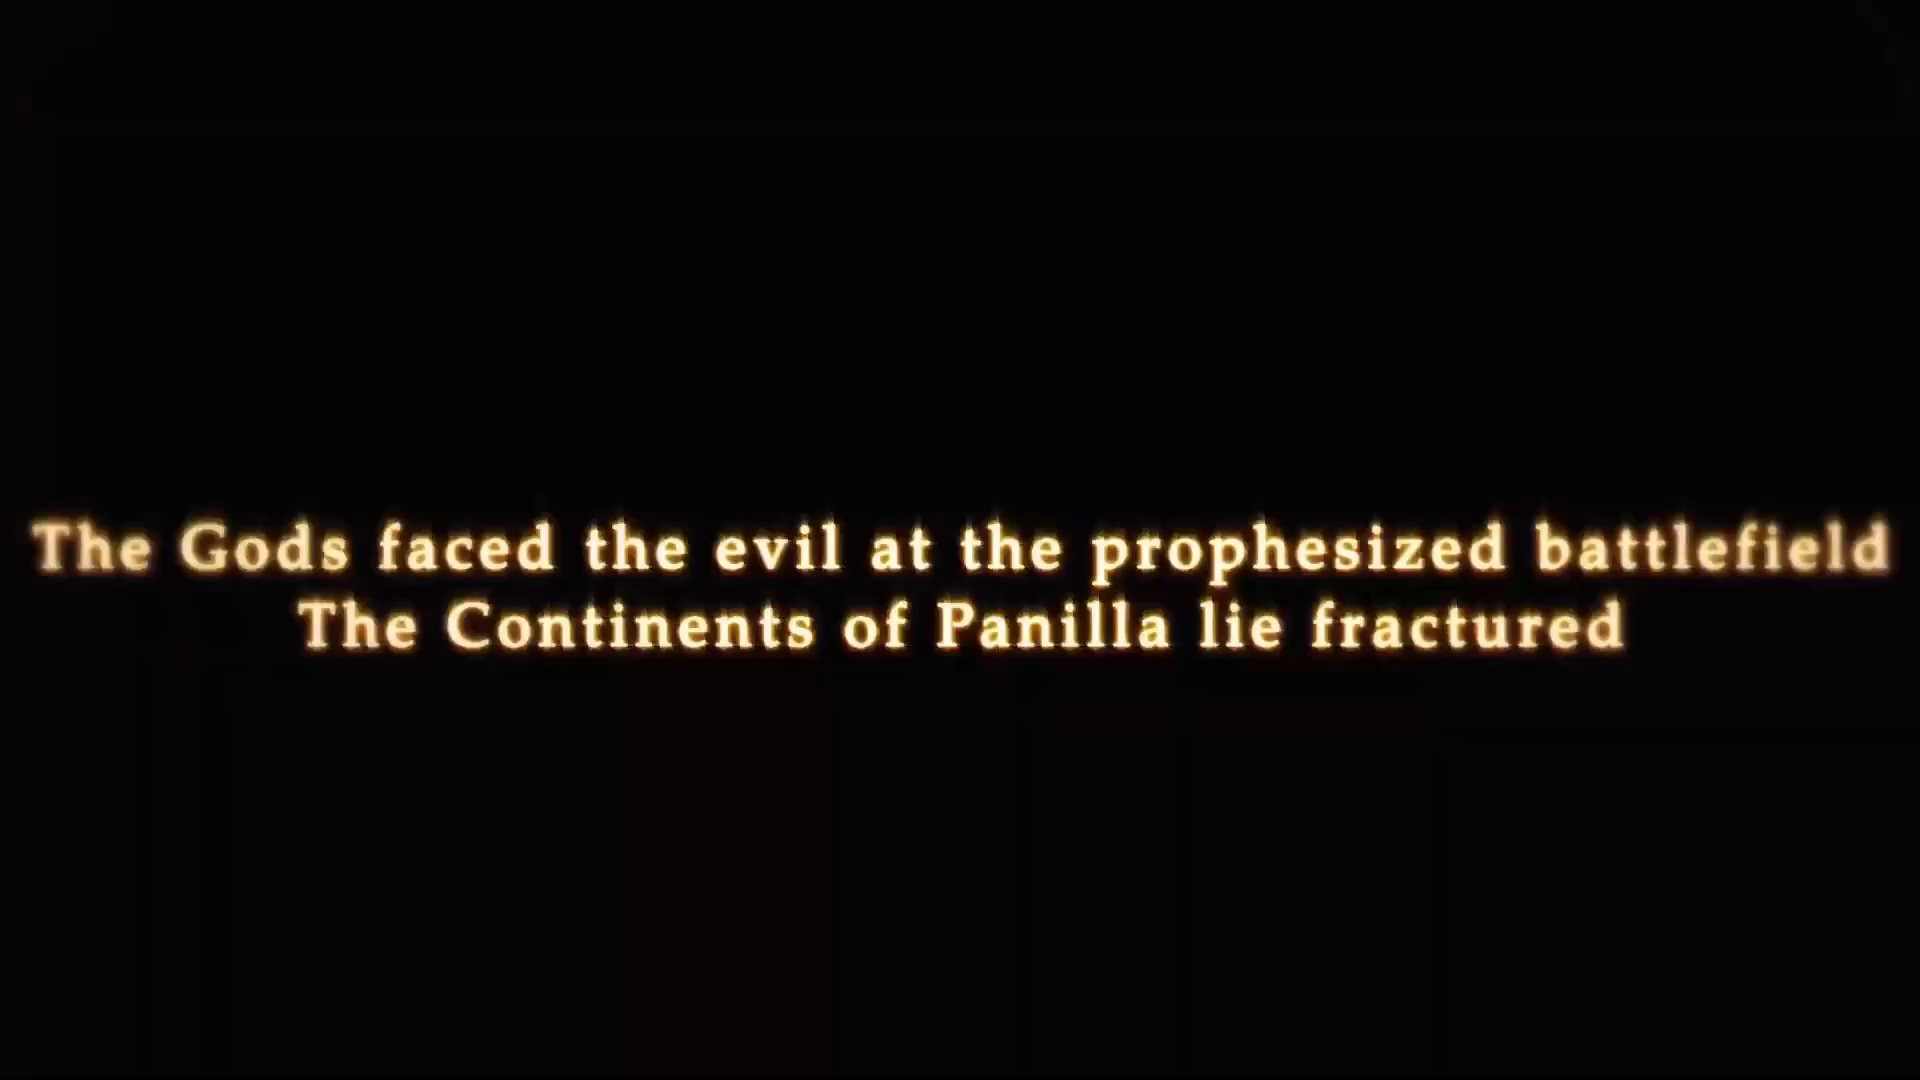 The Gods faced the evil at the prophesized battlefield
The Continents of Panilla lie fractured